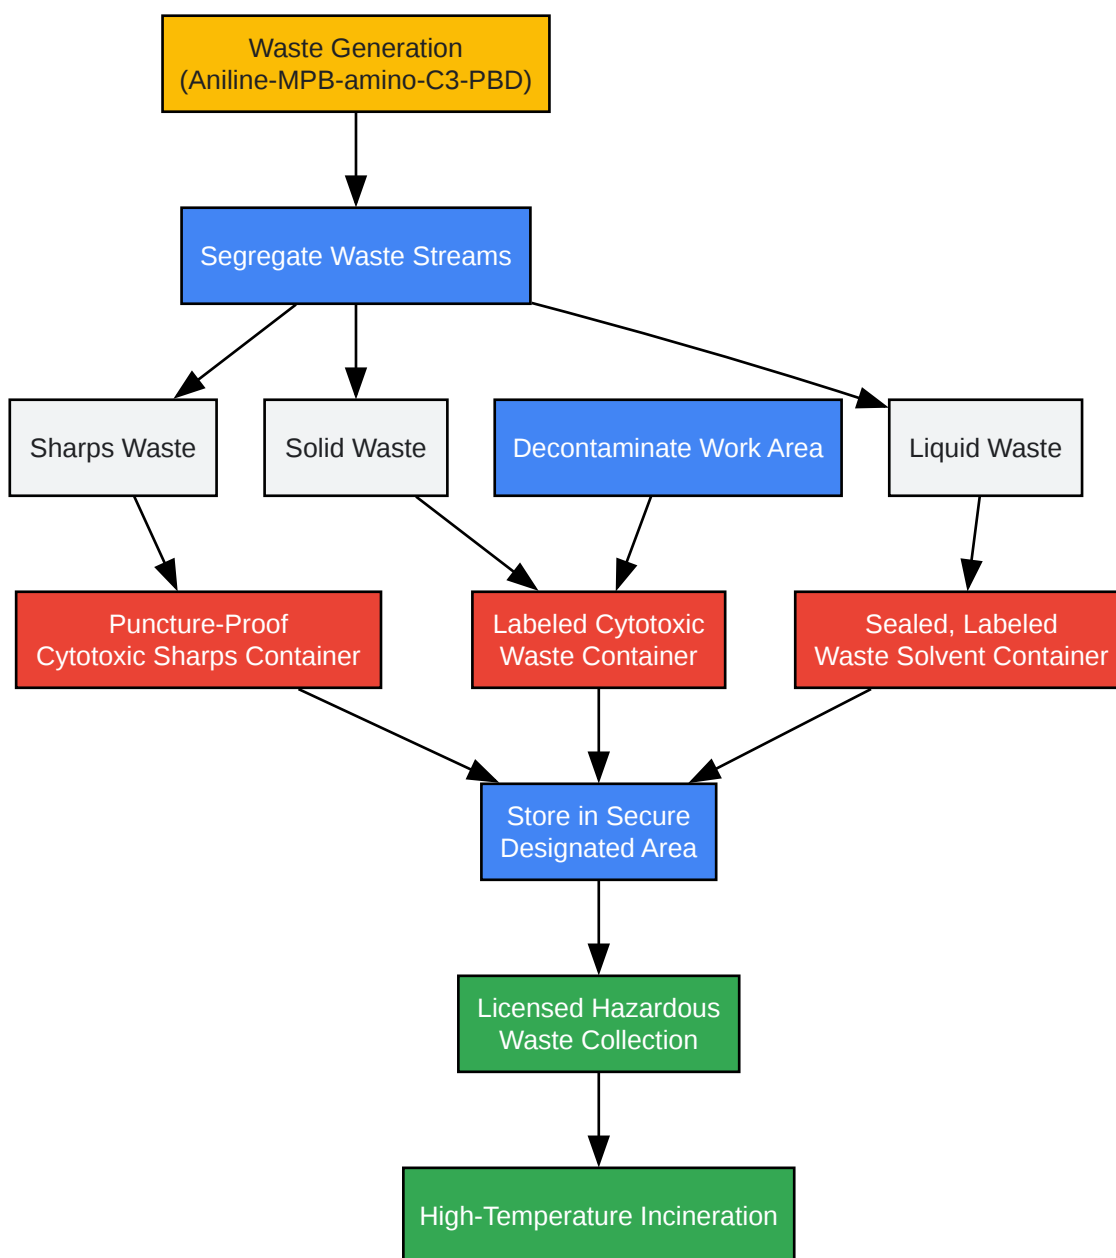 Waste Generation
(Aniline-MPB-amino-C3-PBD)
Segregate Waste Streams
Sharps Waste
Solid Waste
Decontaminate Work Area
Liquid Waste
Puncture-Proof
Cytotoxic Sharps Container
Labeled Cytotoxic
Waste Container
Sealed, Labeled
Waste Solvent Container
Store in Secure
Designated Area
Licensed Hazardous
Waste Collection
High-Temperature Incineration